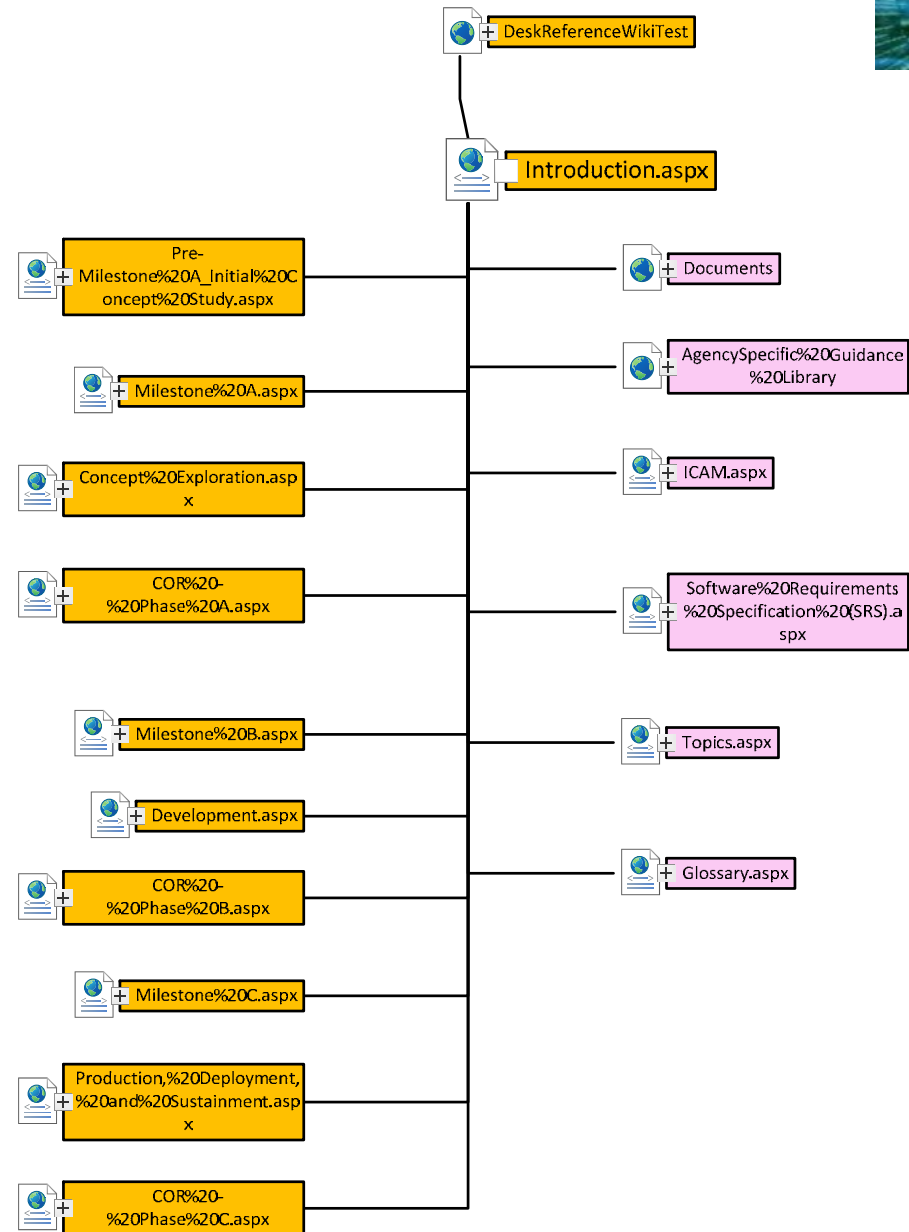 DeskReferenceWikiTest
Introduction.aspx
Pre-
Milestone%20A_Initial%20C
oncept%20Study.aspx
Milestone%20A.aspx
Concept%20Exploration.asp
x
COR%20-
%20Phase%20A.aspx
Milestone%20B.aspx
Development.aspx
COR%20-
%20Phase%20B.aspx
Milestone%20C.aspx
Production,%20Deployment,
%20and%20Sustainment.asp
x
COR%20-
%20Phase%20C.aspx
Documents
AgencySpecific%20Guidance
%20Library
ICAM.aspx
Software%20Requirements
%20Specification%20(SRS).a
spx
Topics.aspx
Glossary.aspx